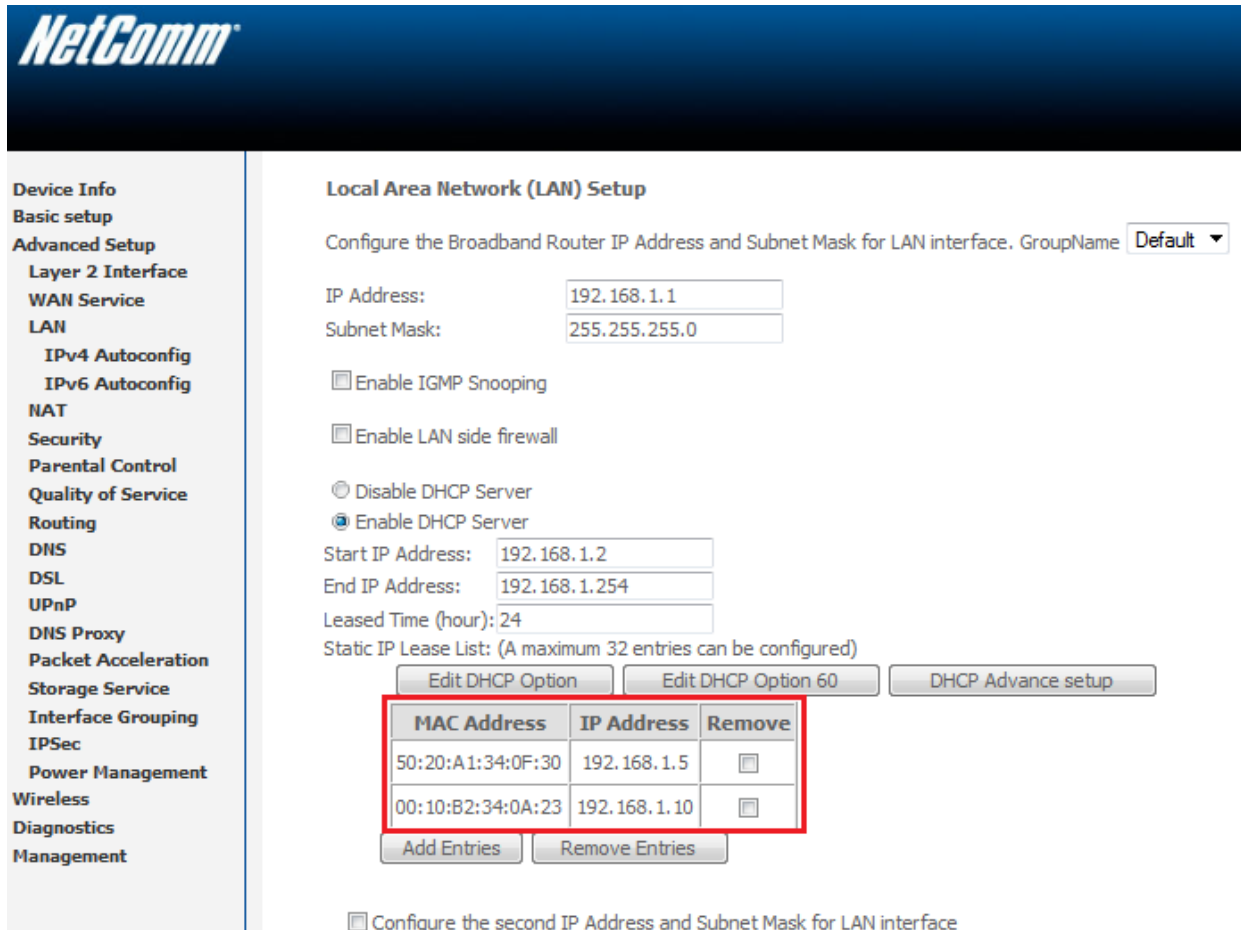 NetComm
Device Info
Basic setup
Advanced Setup
Layer 2 Interface
WAN Service
LAN
IPv4 Autoconfig
IPv6 Autoconfig
NAT
Security
Parental Control
Quality of Service
Routing
DNS
DSL
UPnP
DNS Proxy
Packet Acceleration
Storage Service
Interface Grouping
IPSec
Power Management
Wireless
Diagnostics
Management
Local Area Network (LAN) Setup
Configure the Broadband Router IP Address and Subnet Mask for LAN interface. GroupName Default
IP Address: 192.168.1.1
Subnet Mask: 255.255.255.0
Enable IGMP Snooping
Enable LAN side firewall
Disable DHCP Server
Enable DHCP Server
Start IP Address: 192.168.1.2
End IP Address: 192.168.1.254
Leased Time (hour): 24
Static IP Lease List: (A maximum 32 entries can be configured)
Edit DHCP Option Edit DHCP Option 60 DHCP Advance setup
MAC Address IP Address Remove
50:20:A1:34:0F:30 192.168.1.5
00:10:B2:34:0A:23 192.168.1.10
Add Entries Remove Entries
Configure the second IP Address and Subnet Mask for LAN interface